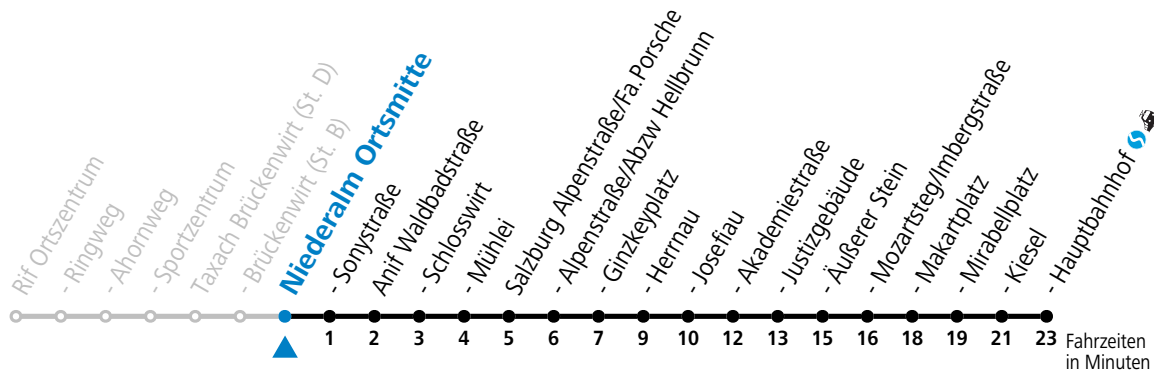 Rif Ortszentrum
- Ringweg
- Ahornweg
- Sportzentrum
Taxach Brückenwirt (St. D)
- Brückenwirt (St. B)
Niederalm Ortsmitte
- Sonystraße
Anif Waldbadstraße
- Schlosswirt
- Mühlei
Salzburg Alpenstraße/Fa. Porsche
- Alpenstraße/Abzw Hellbrunn
- Ginzkeyplatz
- Herrnau
- Josefiau
- Akademiestraße
- Justizgebäude
- Äußerer Stein
- Mozartsteg/Imbergstraße
- Makartplatz
- Mirabellplatz
- Kiesel
- Hauptbahnhof
1 2 3 4 5 6 7 9 10 12 13 15 16 18 19 21 23
Fahrzeiten
in Minuten